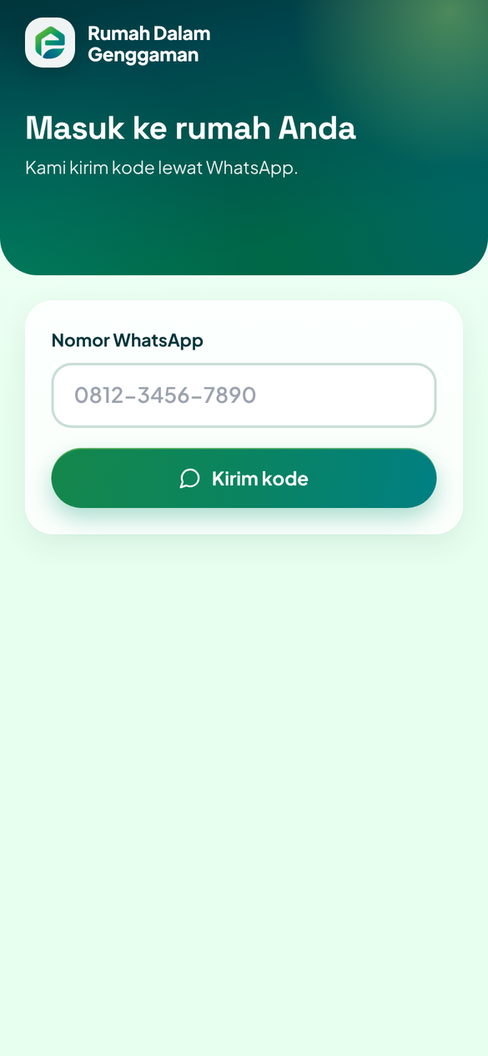 Rumah Dalam
Genggaman
Masuk ke rumah Anda
Kami kirim kode lewat WhatsApp.
Nomor WhatsApp
0812-3456-7890
Kirim kode